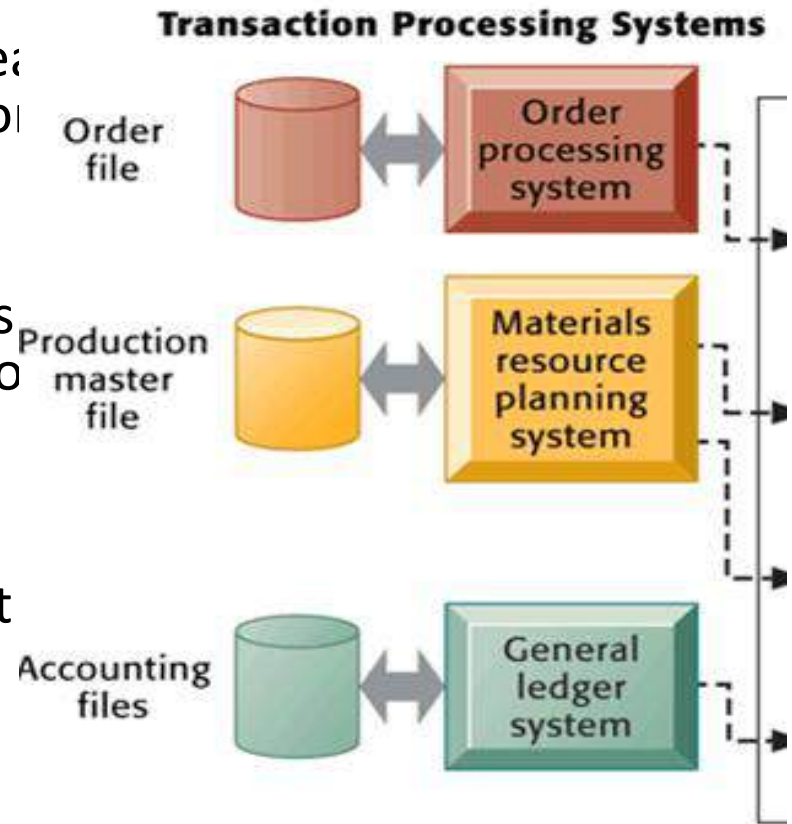 Transaction Processing Systems
Order
file
Order
processing
system
Production
master
file
Materials
resource
planning
system
Accounting
files
General
ledger
system